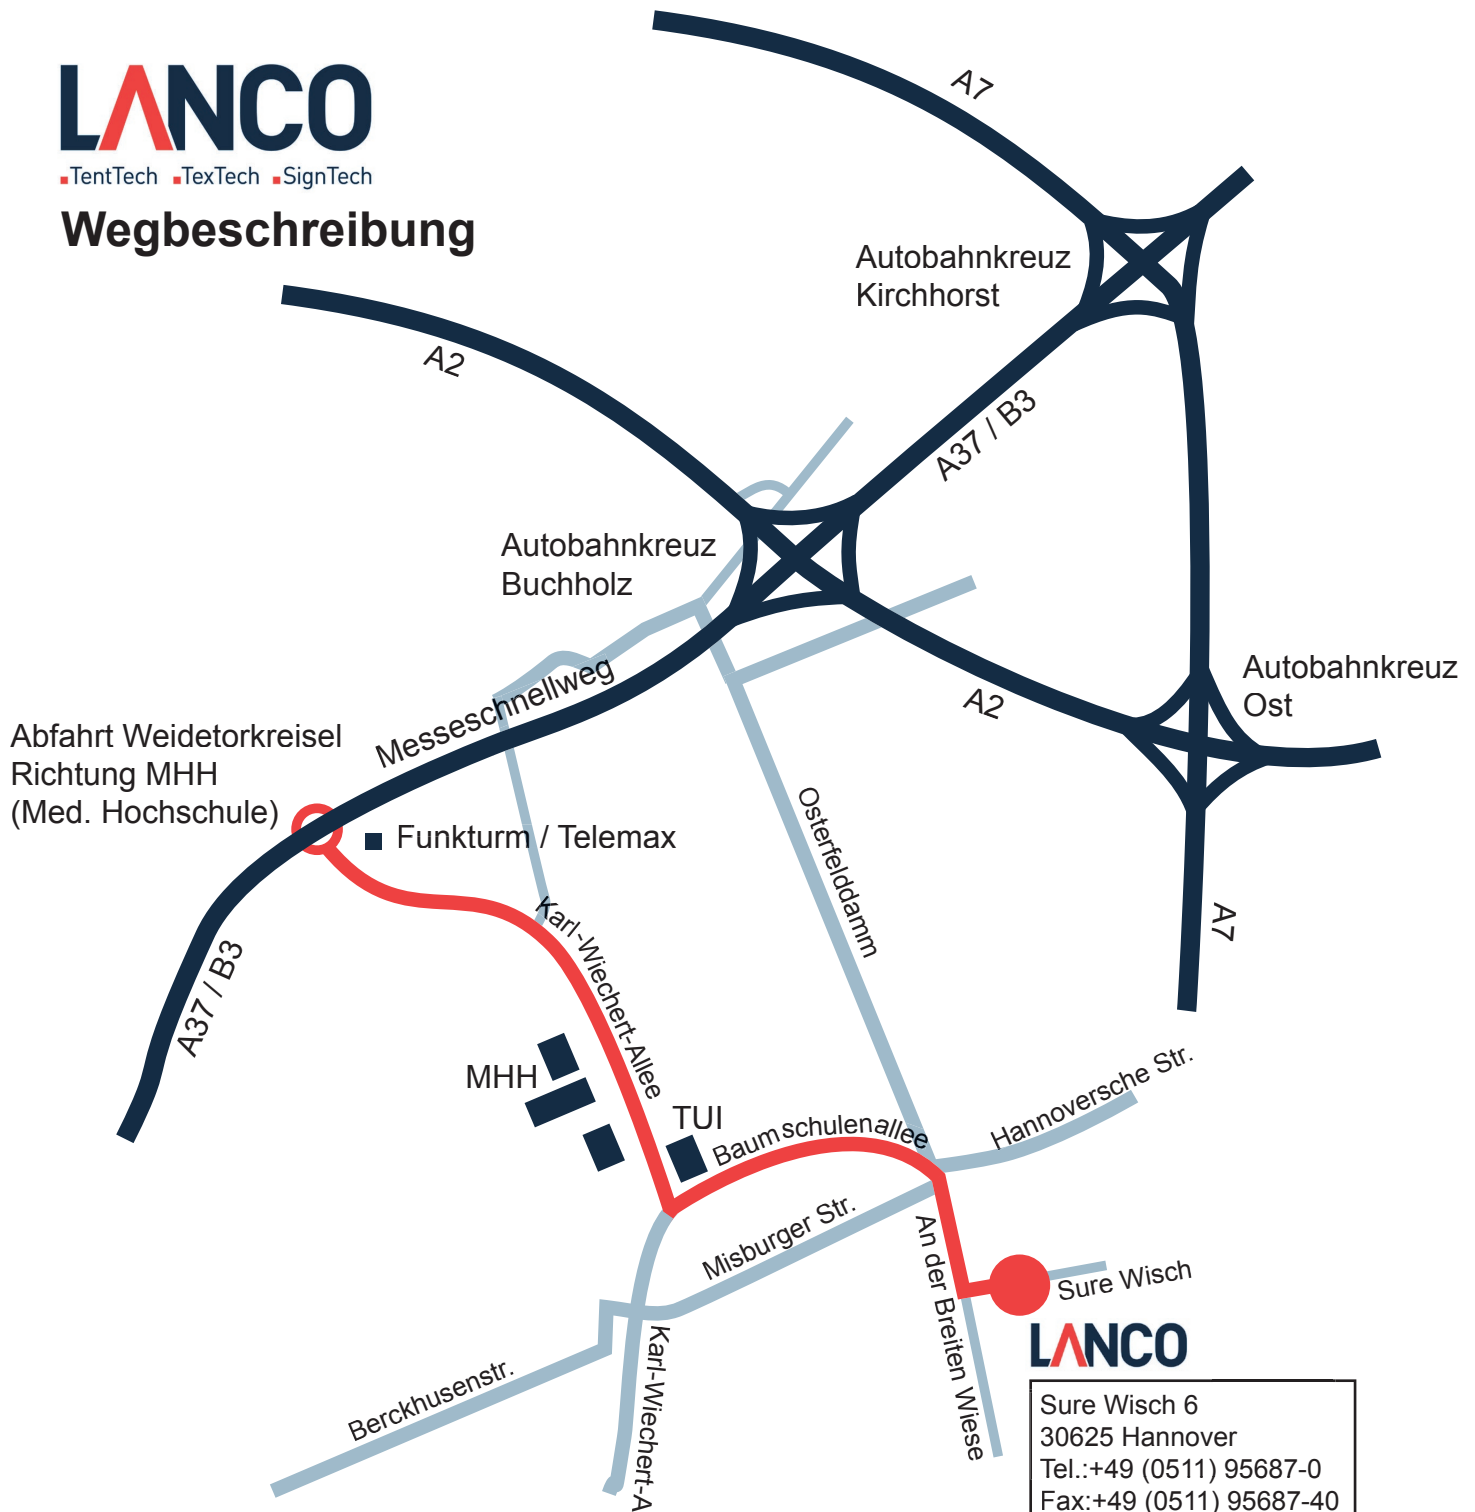 LANCO
TentTech TexTech SignTech
Wegbeschreibung
A7
Autobahnkreuz
Kirchhorst
A2
A37 / B3
Autobahnkreuz
Buchholz
Autobahnkreuz
Ost
A2
Messeschnellweg
Abfahrt Weidetorkreisel
Richtung MHH
(Med. Hochschule)
Funkturm / Telemax
Osterfelddamm
A7
Karl-Wiechert-Allee
A37 / B3
MHH
TUI
Baumschulenallee
Hannoversche Str.
Misburger Str.
An der Breiten Wiese
Sure Wisch
Karl-Wiechert-A
Berckhusenstr.
LANCO
Sure Wisch 6
30625 Hannover
Tel.:+49 (0511) 95687-0
Fax:+49 (0511) 95687-40